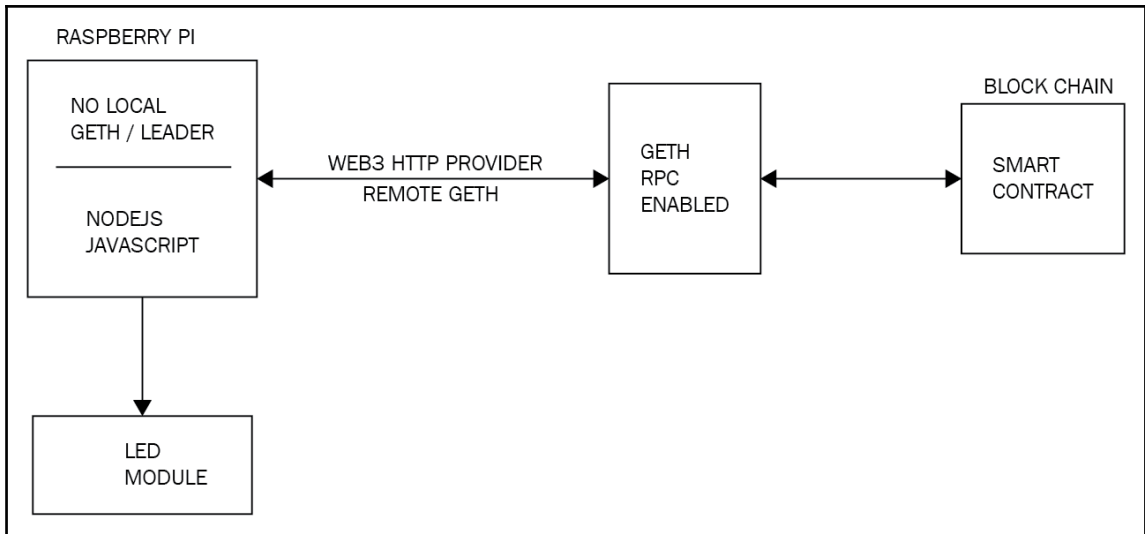 RASPBERRY PI
NO LOCAL
GETH / LEADER
NODEJS
JAVASCRIPT
WEB3 HTTP PROVIDER
REMOTE GETH
GETH
RPC
ENABLED
BLOCK CHAIN
SMART
CONTRACT
LED
MODULE